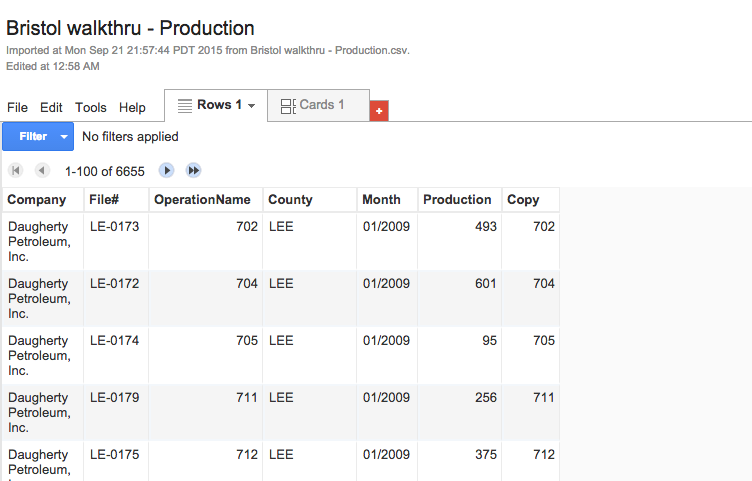 Bristol walkthru - Production
Imported at Mon Sep 21 21:57:44 PDT 2015 from Bristol walkthru - Production.csv.
Edited at 12:58 AM
File Edit Tools Help Rows 1 Cards 1 +
Filter No filters applied
1-100 of 6655
Company File# OperationName County Month Production Copy
Daugherty LE-0173 702 LEE 01/2009 493 702
Petroleum,
Inc.
Daugherty LE-0172 704 LEE 01/2009 601 704
Petroleum,
Inc.
Daugherty LE-0174 705 LEE 01/2009 95 705
Petroleum,
Inc.
Daugherty LE-0179 711 LEE 01/2009 256 711
Petroleum,
Inc.
Daugherty LE-0175 712 LEE 01/2009 375 712
Petroleum,